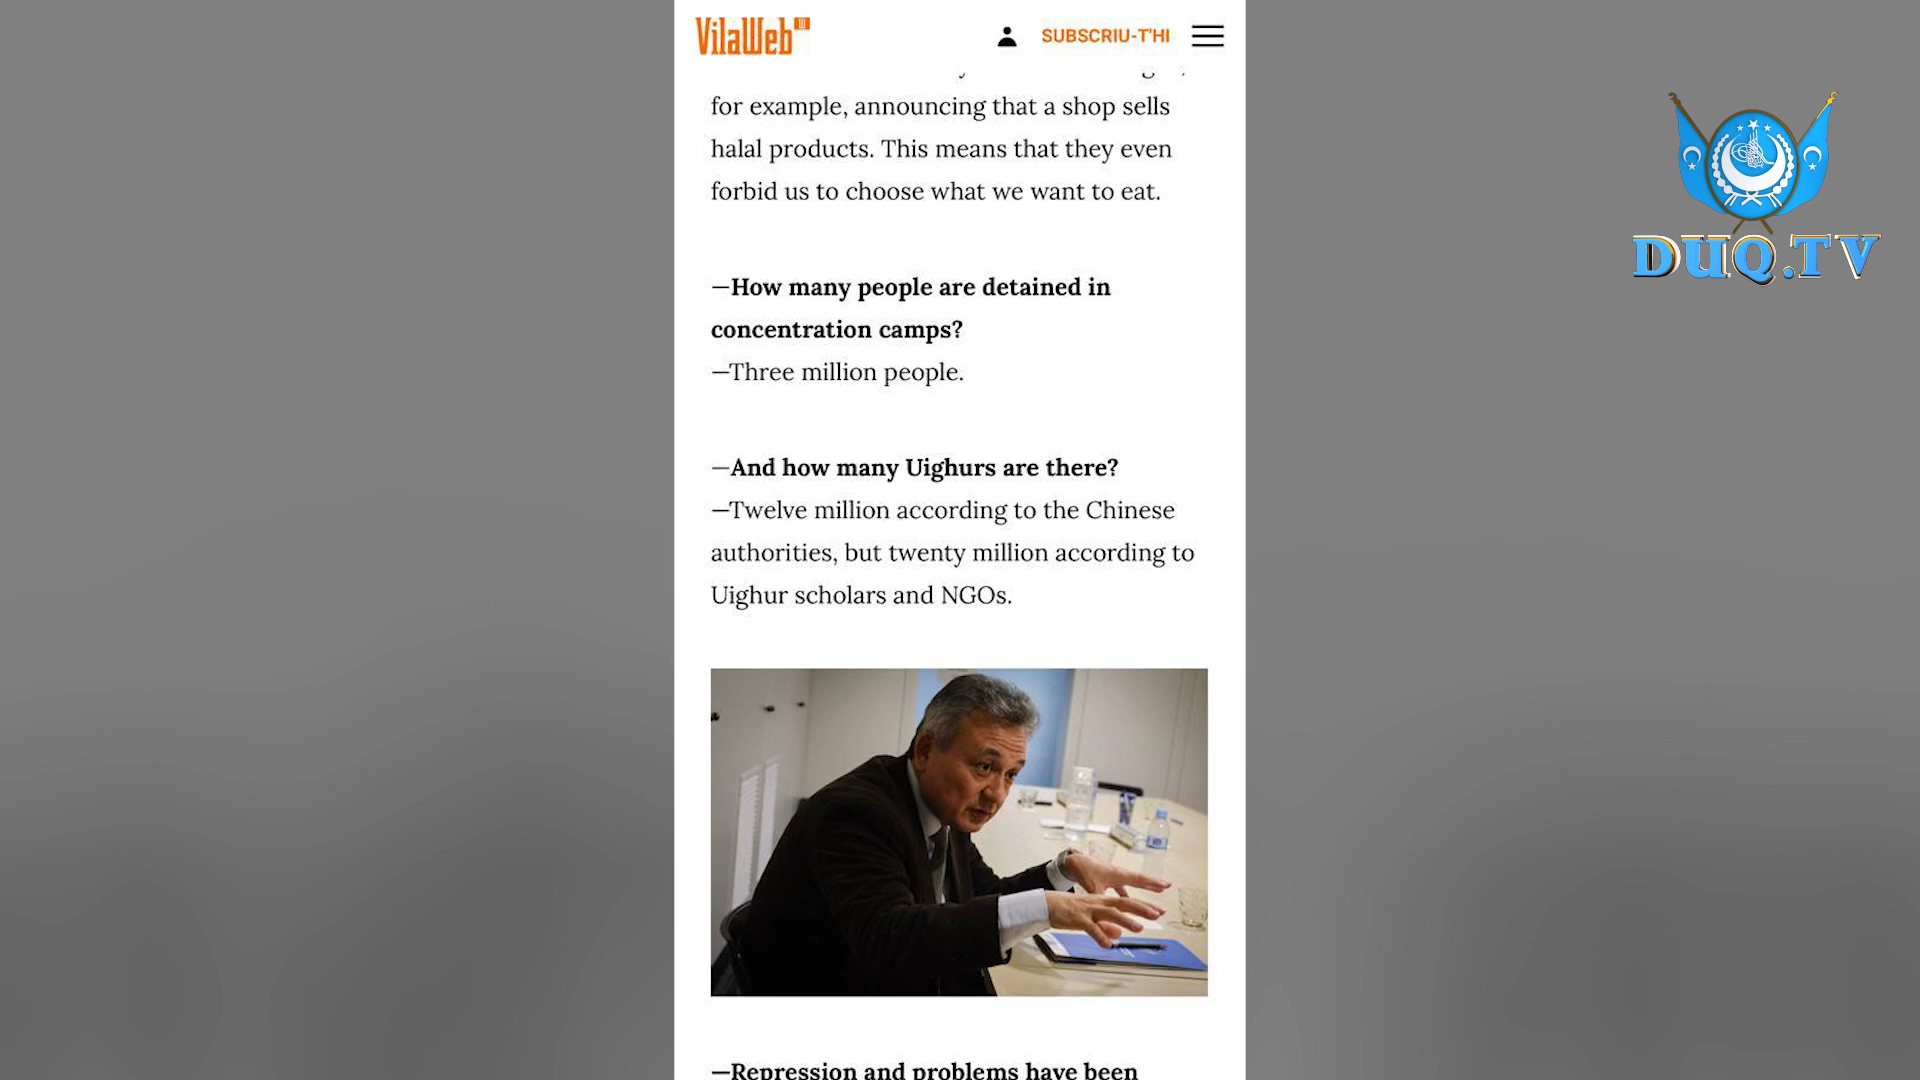 VilaWeb
SUBSCRIU-T'HI
for example, announcing that a shop sells
halal products. This means that they even
forbid us to choose what we want to eat.
—How many people are detained in
concentration camps?
—Three million people.
—And how many Uighurs are there?
—Twelve million according to the Chinese
authorities, but twenty million according to
Uighur scholars and NGOs.
—Repression and problems have been
DUQ.TV